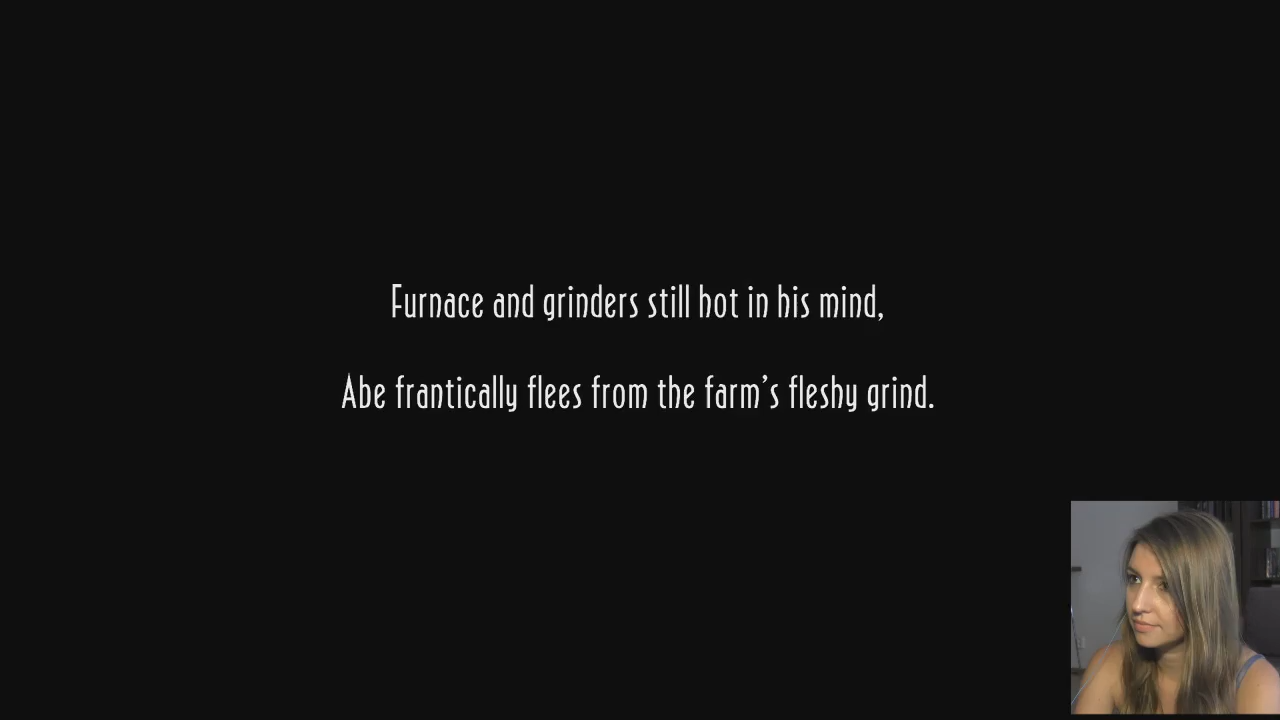 Furnace and grinders still hot in his mind,
Abe frantically flees from the farm’s fleshy grind.